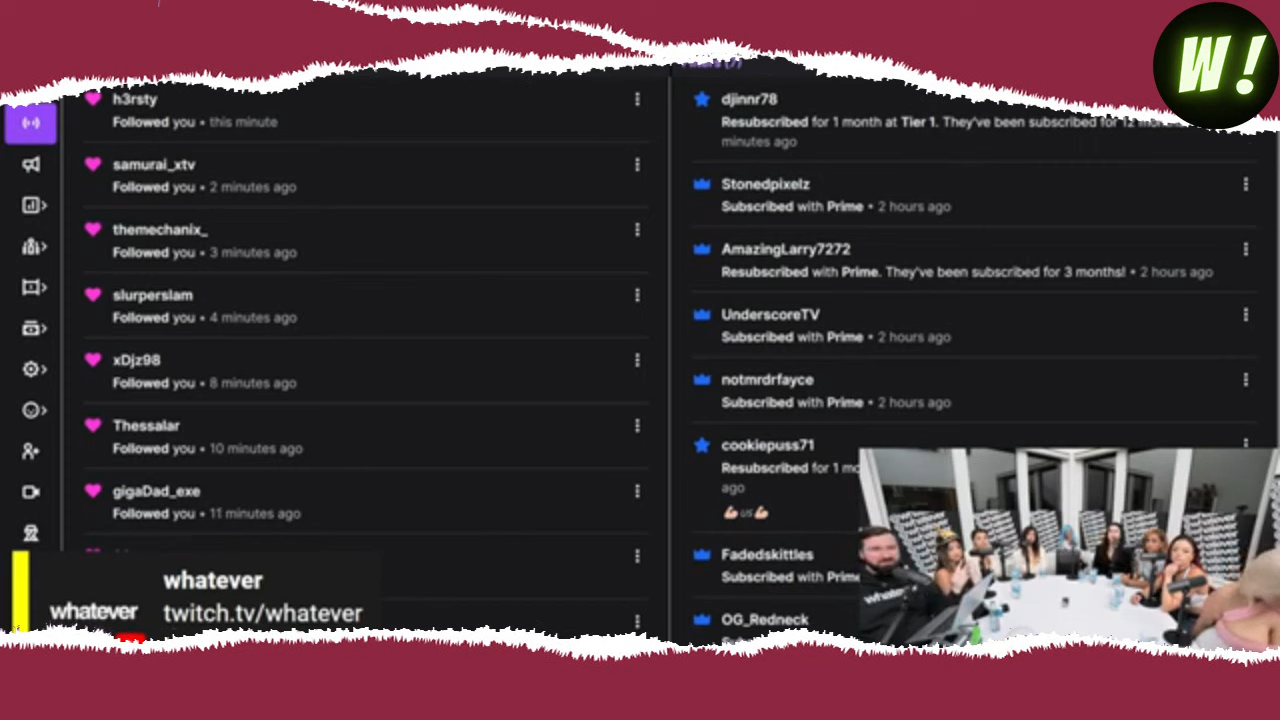 W!
h3rsty
Followed you • this minute
samurai_xtv
Followed you • 2 minutes ago
themechanix_
Followed you • 3 minutes ago
slurperslam
Followed you • 4 minutes ago
xDjz98
Followed you • 8 minutes ago
Thessalar
Followed you • 10 minutes ago
gigaDad_exe
Followed you • 11 minutes ago
djinnr78
Resubscribed for 1 month at Tier 1. They've been subscribed for 12
minutes ago
Stonedpixelz
Subscribed with Prime • 2 hours ago
AmazingLarry7272
Resubscribed with Prime. They've been subscribed for 3 months! • 2 hours ago
UnderscoreTV
Subscribed with Prime • 2 hours ago
notmrdrfayce
Subscribed with Prime • 2 hours ago
cookiepuss71
Resubscribed for 1 mo
ago
💪🏻 US 💪🏻
Fadedskittles
Subscribed with Prime
OG_Redneck
whatever
whatever
twitch.tv/whatever